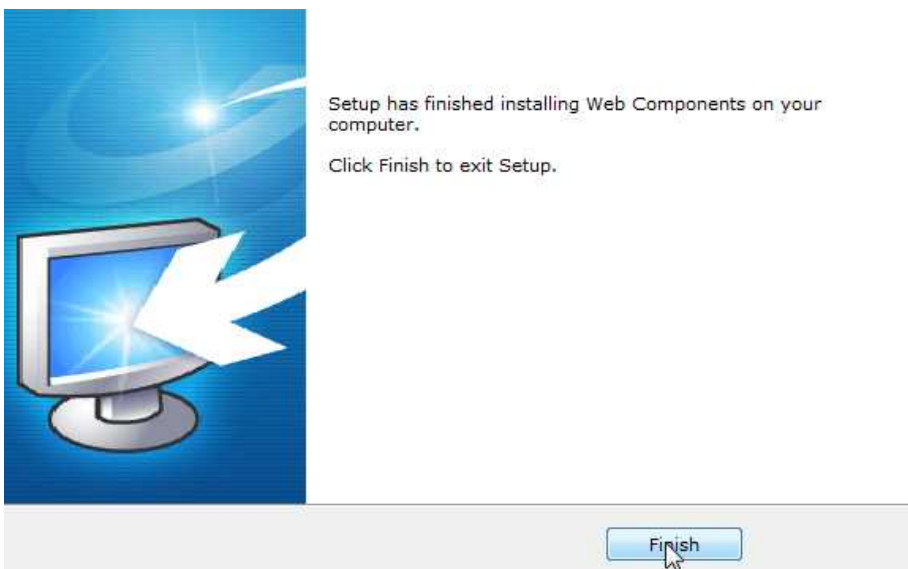 Setup has finished installing Web Components on your
computer.
Click Finish to exit Setup.
Finish